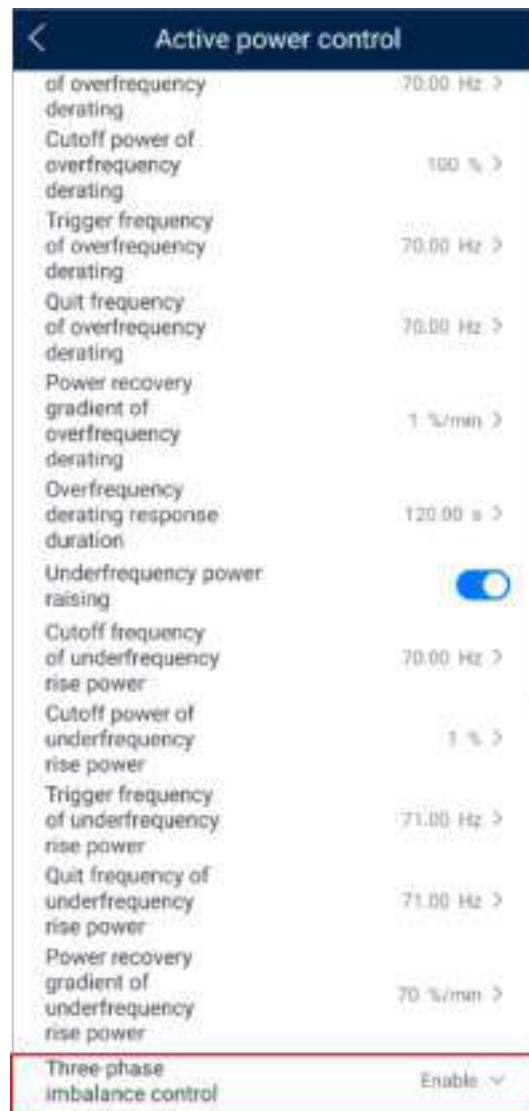 Active power control
of overfrequency 70.00 Hz >
derating
Cutoff power of
overfrequency 100 % >
derating
Trigger frequency
of overfrequency 70.00 Hz >
derating
Quit frequency
of overfrequency 70.00 Hz >
derating
Power recovery
gradient of
overfrequency 1 %/min >
derating
Overfrequency
derating response 120.00 s >
duration
Underfrequency power
raising
Cutoff frequency
of underfrequency 70.00 Hz >
rise power
Cutoff power of
underfrequency 1 % >
rise power
Trigger frequency
of underfrequency 71.00 Hz >
rise power
Quit frequency of
underfrequency 71.00 Hz >
rise power
Power recovery
gradient of
underfrequency 70 %/min >
rise power
Three phase
imbalance control Enable